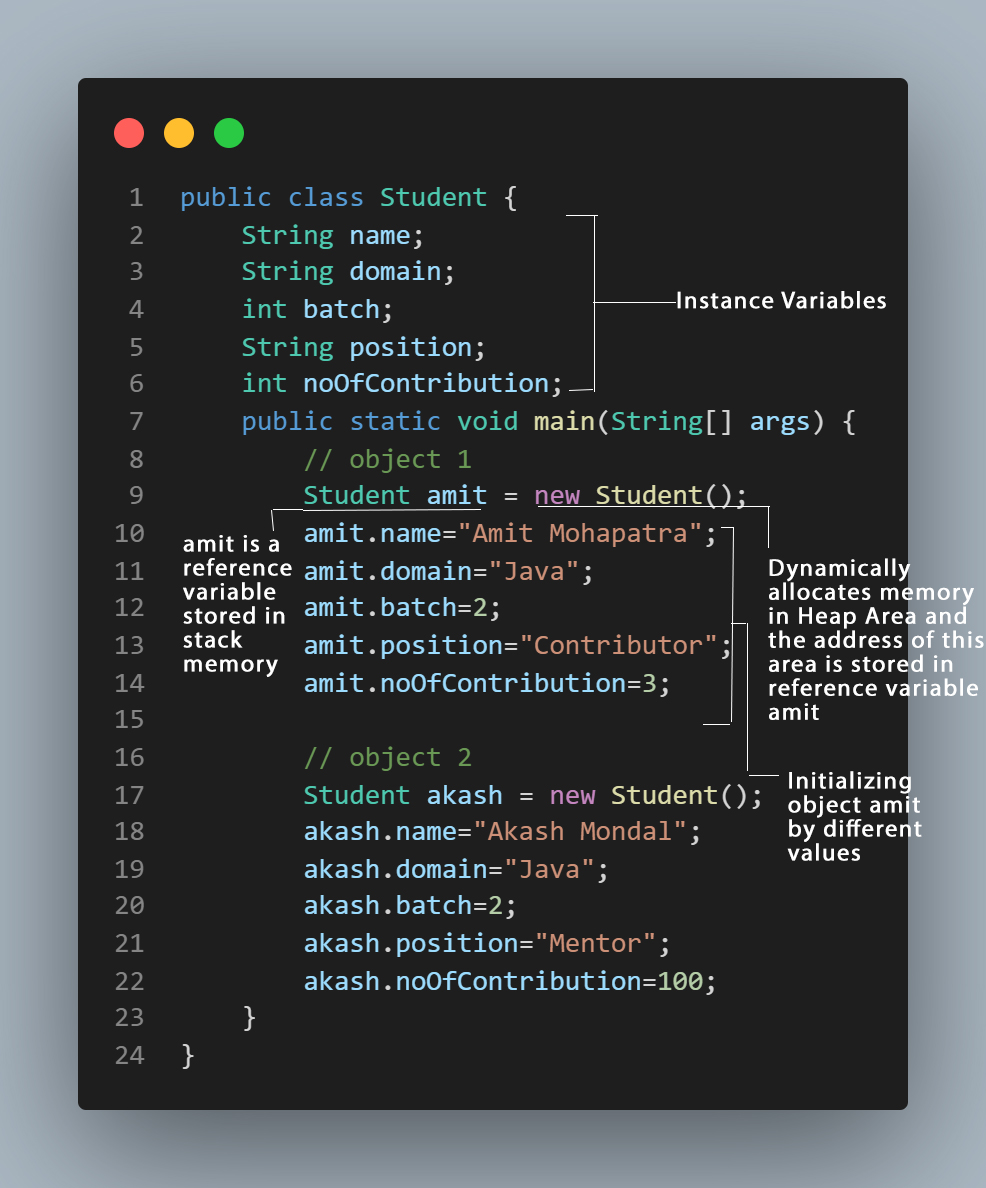 1 public class Student {
2 String name;
3 String domain;
4 int batch;
5 String position;
6 int noOfContribution;
Instance Variables
7 public static void main(String[] args) {
8 // object 1
9 Student amit = new Student();
10 amit.name="Amit Mohapatra";
11 amit.domain="Java";
12 amit.batch=2;
13 amit.position="Contributor";
14 amit.noOfContribution=3;
15
amit is a
reference
variable
stored in
stack
memory
Dynamically
allocates memory
in Heap Area and
the address of this
area is stored in
reference variable
amit
16 // object 2
17 Student akash = new Student();
18 akash.name="Akash Mondal";
19 akash.domain="Java";
20 akash.batch=2;
21 akash.position="Mentor";
22 akash.noOfContribution=100;
23 }
24 }
Initializing
object amit
by different
values